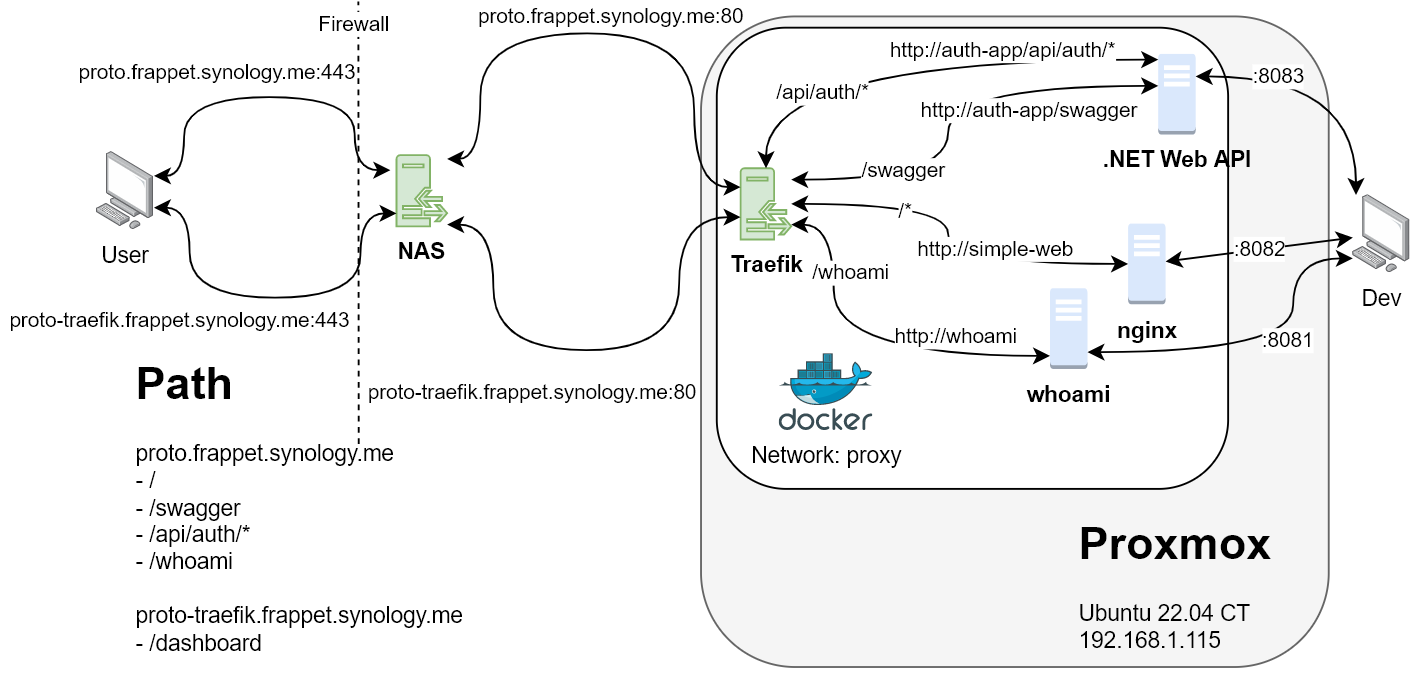 Firewall
proto.frappet.synology.me:80
proto.frappet.synology.me:443
http://auth-app/api/auth/*
:8083
/api/auth/*
http://auth-app/swagger
.NET Web API
/swagger
/*
User
NAS
Traefik
http://simple-web
:8082
/whoami
Dev
proto-traefik.frappet.synology.me:443
nginx
http://whoami
:8081
Path
proto-traefik.frappet.synology.me:80
whoami
docker
Network: proxy
proto.frappet.synology.me
- /
- /swagger
- /api/auth/*
- /whoami
proto-traefik.frappet.synology.me
- /dashboard
Proxmox
Ubuntu 22.04 CT
192.168.1.115